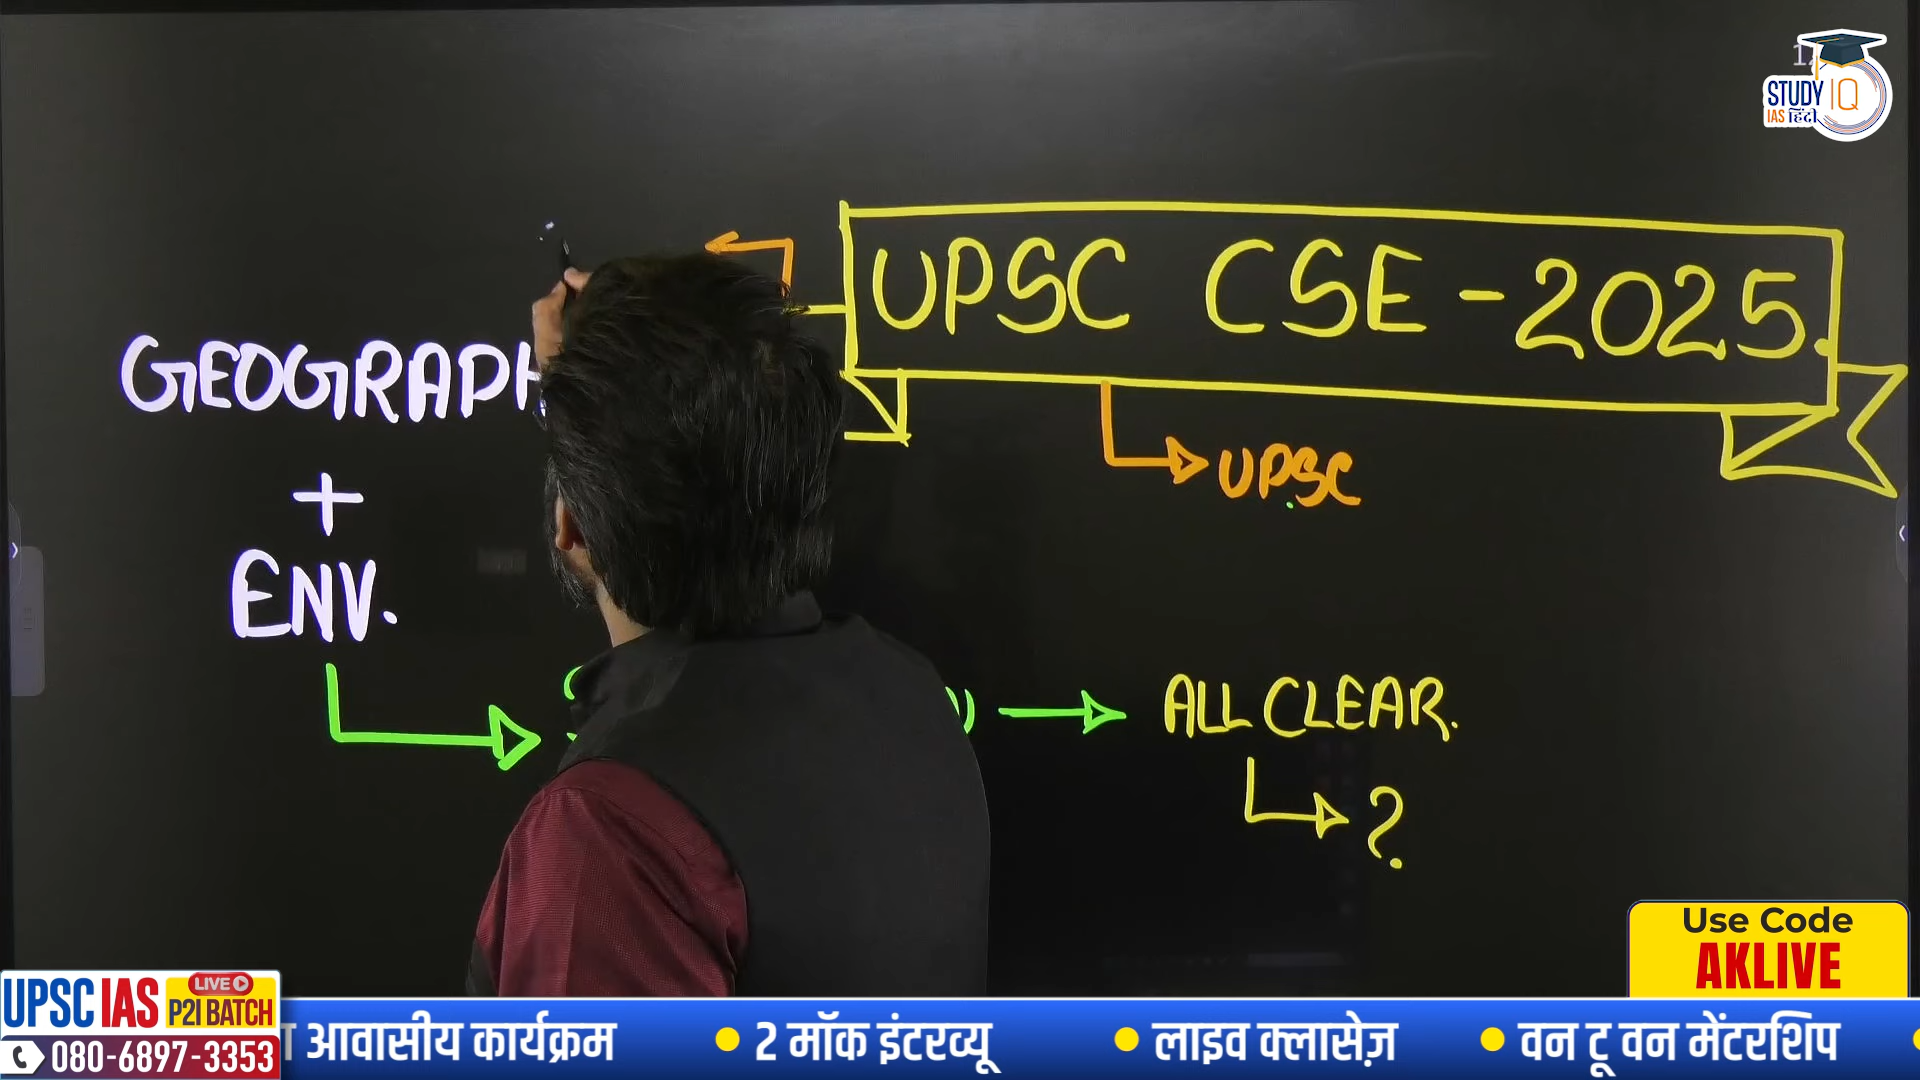 STUDY IQ
IAS हिंदी
UPSC CSE - 2025.
GEOGRAPH
UPSC
+
ENV.
ALL CLEAR.
?
Use Code
AKLIVE
UPSC IAS LIVE P2I BATCH
080-6897-3353
आवासीय कार्यक्रम
2 मॉक इंटरव्यू
लाइव क्लासेज़
वन टू वन मेंटरशिप